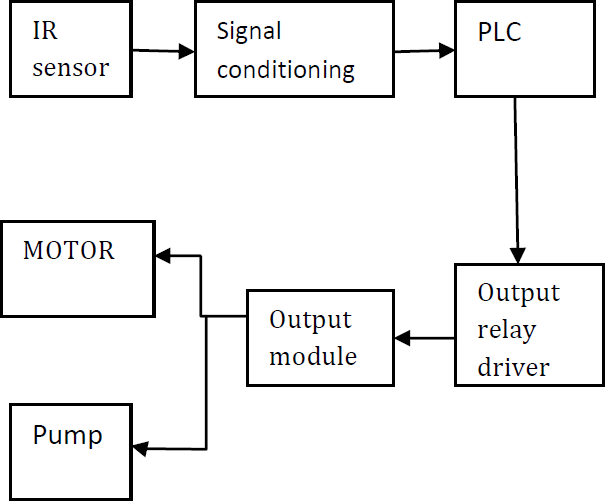 IR
sensor
Signal
conditioning
PLC
MOTOR
Output
module
Output
relay
driver
Pump